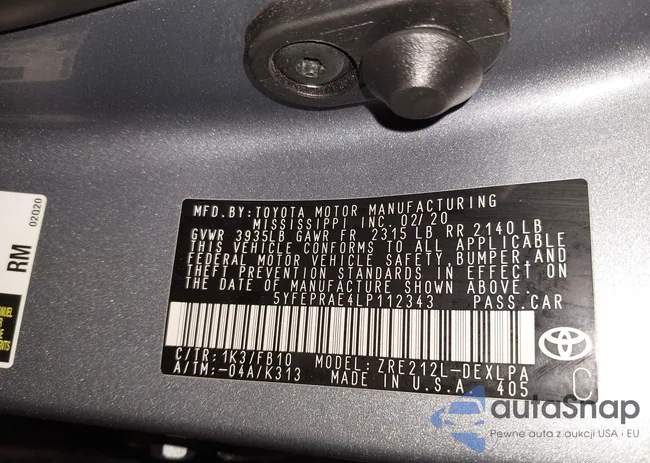 MFD.BY:TOYOTA MOTOR MANUFACTURING
MISSISSIPPI INC. 02/20
GVWR 3935LB GAWR FR 2315 LB RR 2140 LB
THIS VEHICLE CONFORMS TO ALL APPLICABLE
FEDERAL MOTOR VEHICLE SAFETY, BUMPER, AND
THEFT PREVENTION STANDARDS IN EFFECT
THE DATE OF MANUFACTURE SHOWN ABOVE.
5YFEPRAE4LP112343 PASS.CAR
C/IR: 1K3/FB10 MODEL: ZRE212L-DEXLPA
A/TM:-04A/K313 MADE IN U.S.A. 405
C
RM
02020
autaSnap
Pewne auta z aukcji USA i EU